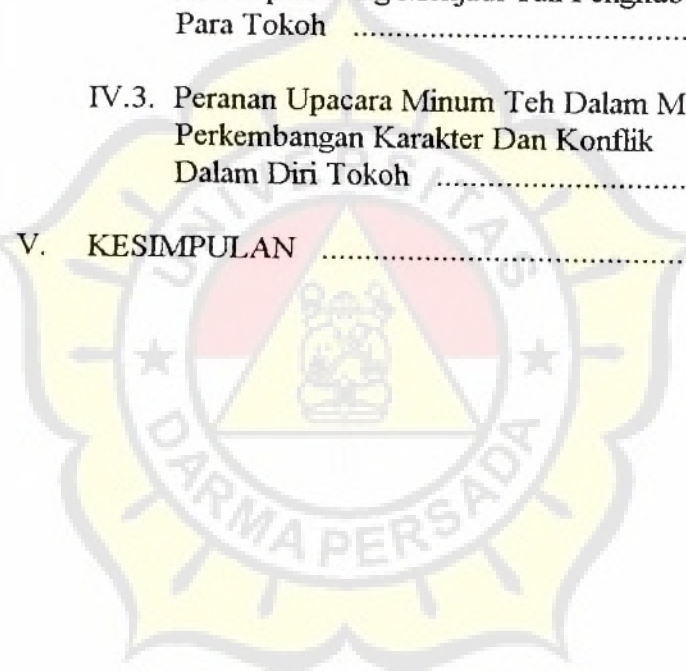 Para Tokoh ................................................
IV.3. Peranan Upacara Minum Teh Dalam M
Perkembangan Karakter Dan Konflik
Dalam Diri Tokoh ....................................
V. KESIMPULAN ....................................................
UNIVERSITAS
DARMA PERSADA